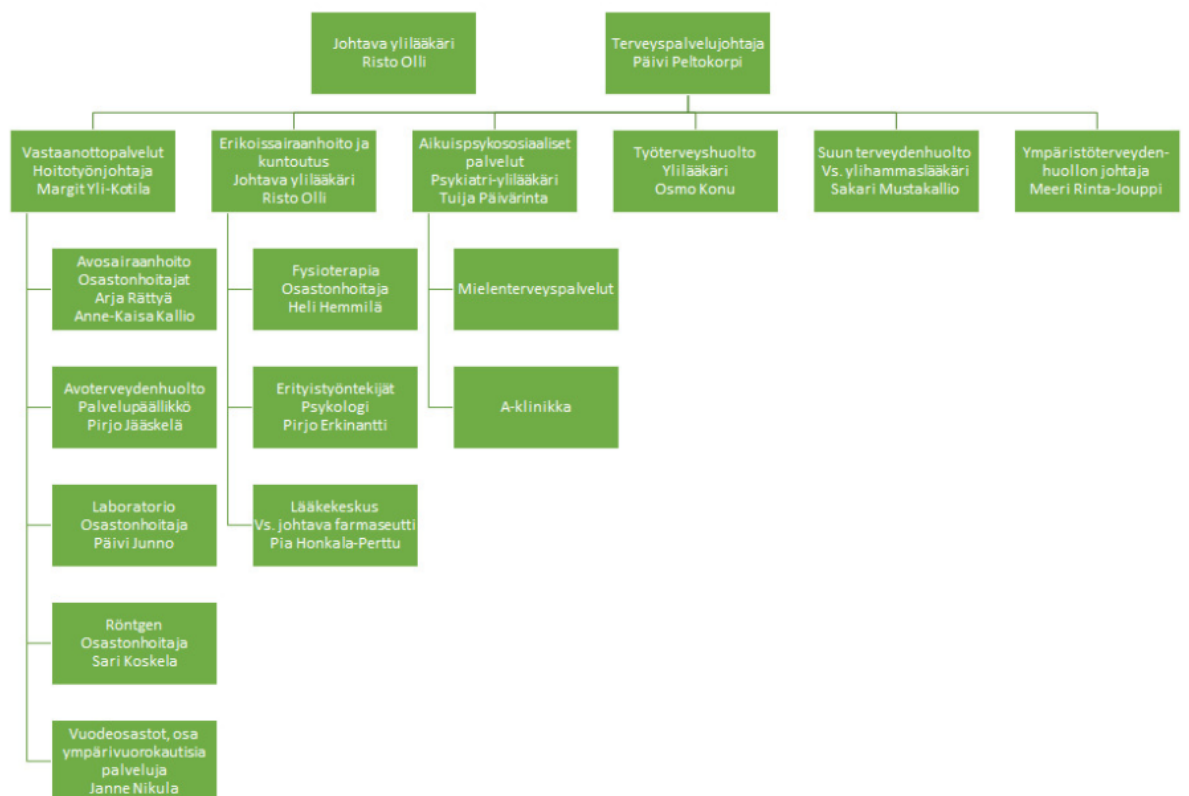 Johtava ylilääkäri
Risto Olli
Terveyspalvelujohtaja
Päivi Peltokorpi
Vastaanottopalvelut
Hoitotyönjohtaja
Margit Yli-Kotila
Erikoissairaanhoito ja
kuntoutus
Johtava ylilääkäri
Risto Olli
Aikuispsykososiaaliset
palvelut
Psykiatri-ylilääkäri
Tuija Päivärinta
Työterveyshuolto
Ylilääkäri
Osmo Konu
Suun terveydenhuolto
Vs. ylihammaslääkäri
Sakari Mustakallio
Ympäristöterveyden-
huollon johtaja
Meeri Rinta-Jouppi
Avosairaanhoito
Osastonhoitajat
Arja Rättyä
Anne-Kaisa Kallio
Fysioterapia
Osastonhoitaja
Heli Hemmilä
Mielenterveyspalvelut
Avoterveydenhuolto
Palvelupäällikkö
Pirjo Jääskelä
Erityistyöntekijät
Psykologi
Pirjo Erkinantti
A-klinikka
Laboratorio
Osastonhoitaja
Päivi Junno
Lääkekeskus
Vs. johtava farmaseutti
Pia Honkala-Perttu
Röntgen
Osastonhoitaja
Sari Koskela
Vuodeosastot, osa
ympärivuorokautisia
palveluja
Janne Nikula